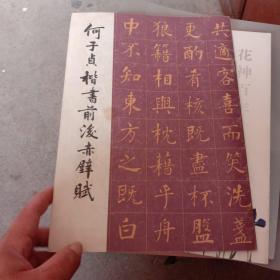 何子貞楷書前後赤壁賦
共適客喜而笑洗盞
更酌肴核既盡杯盤
狼籍相與枕藉乎舟
中不知東方之既白